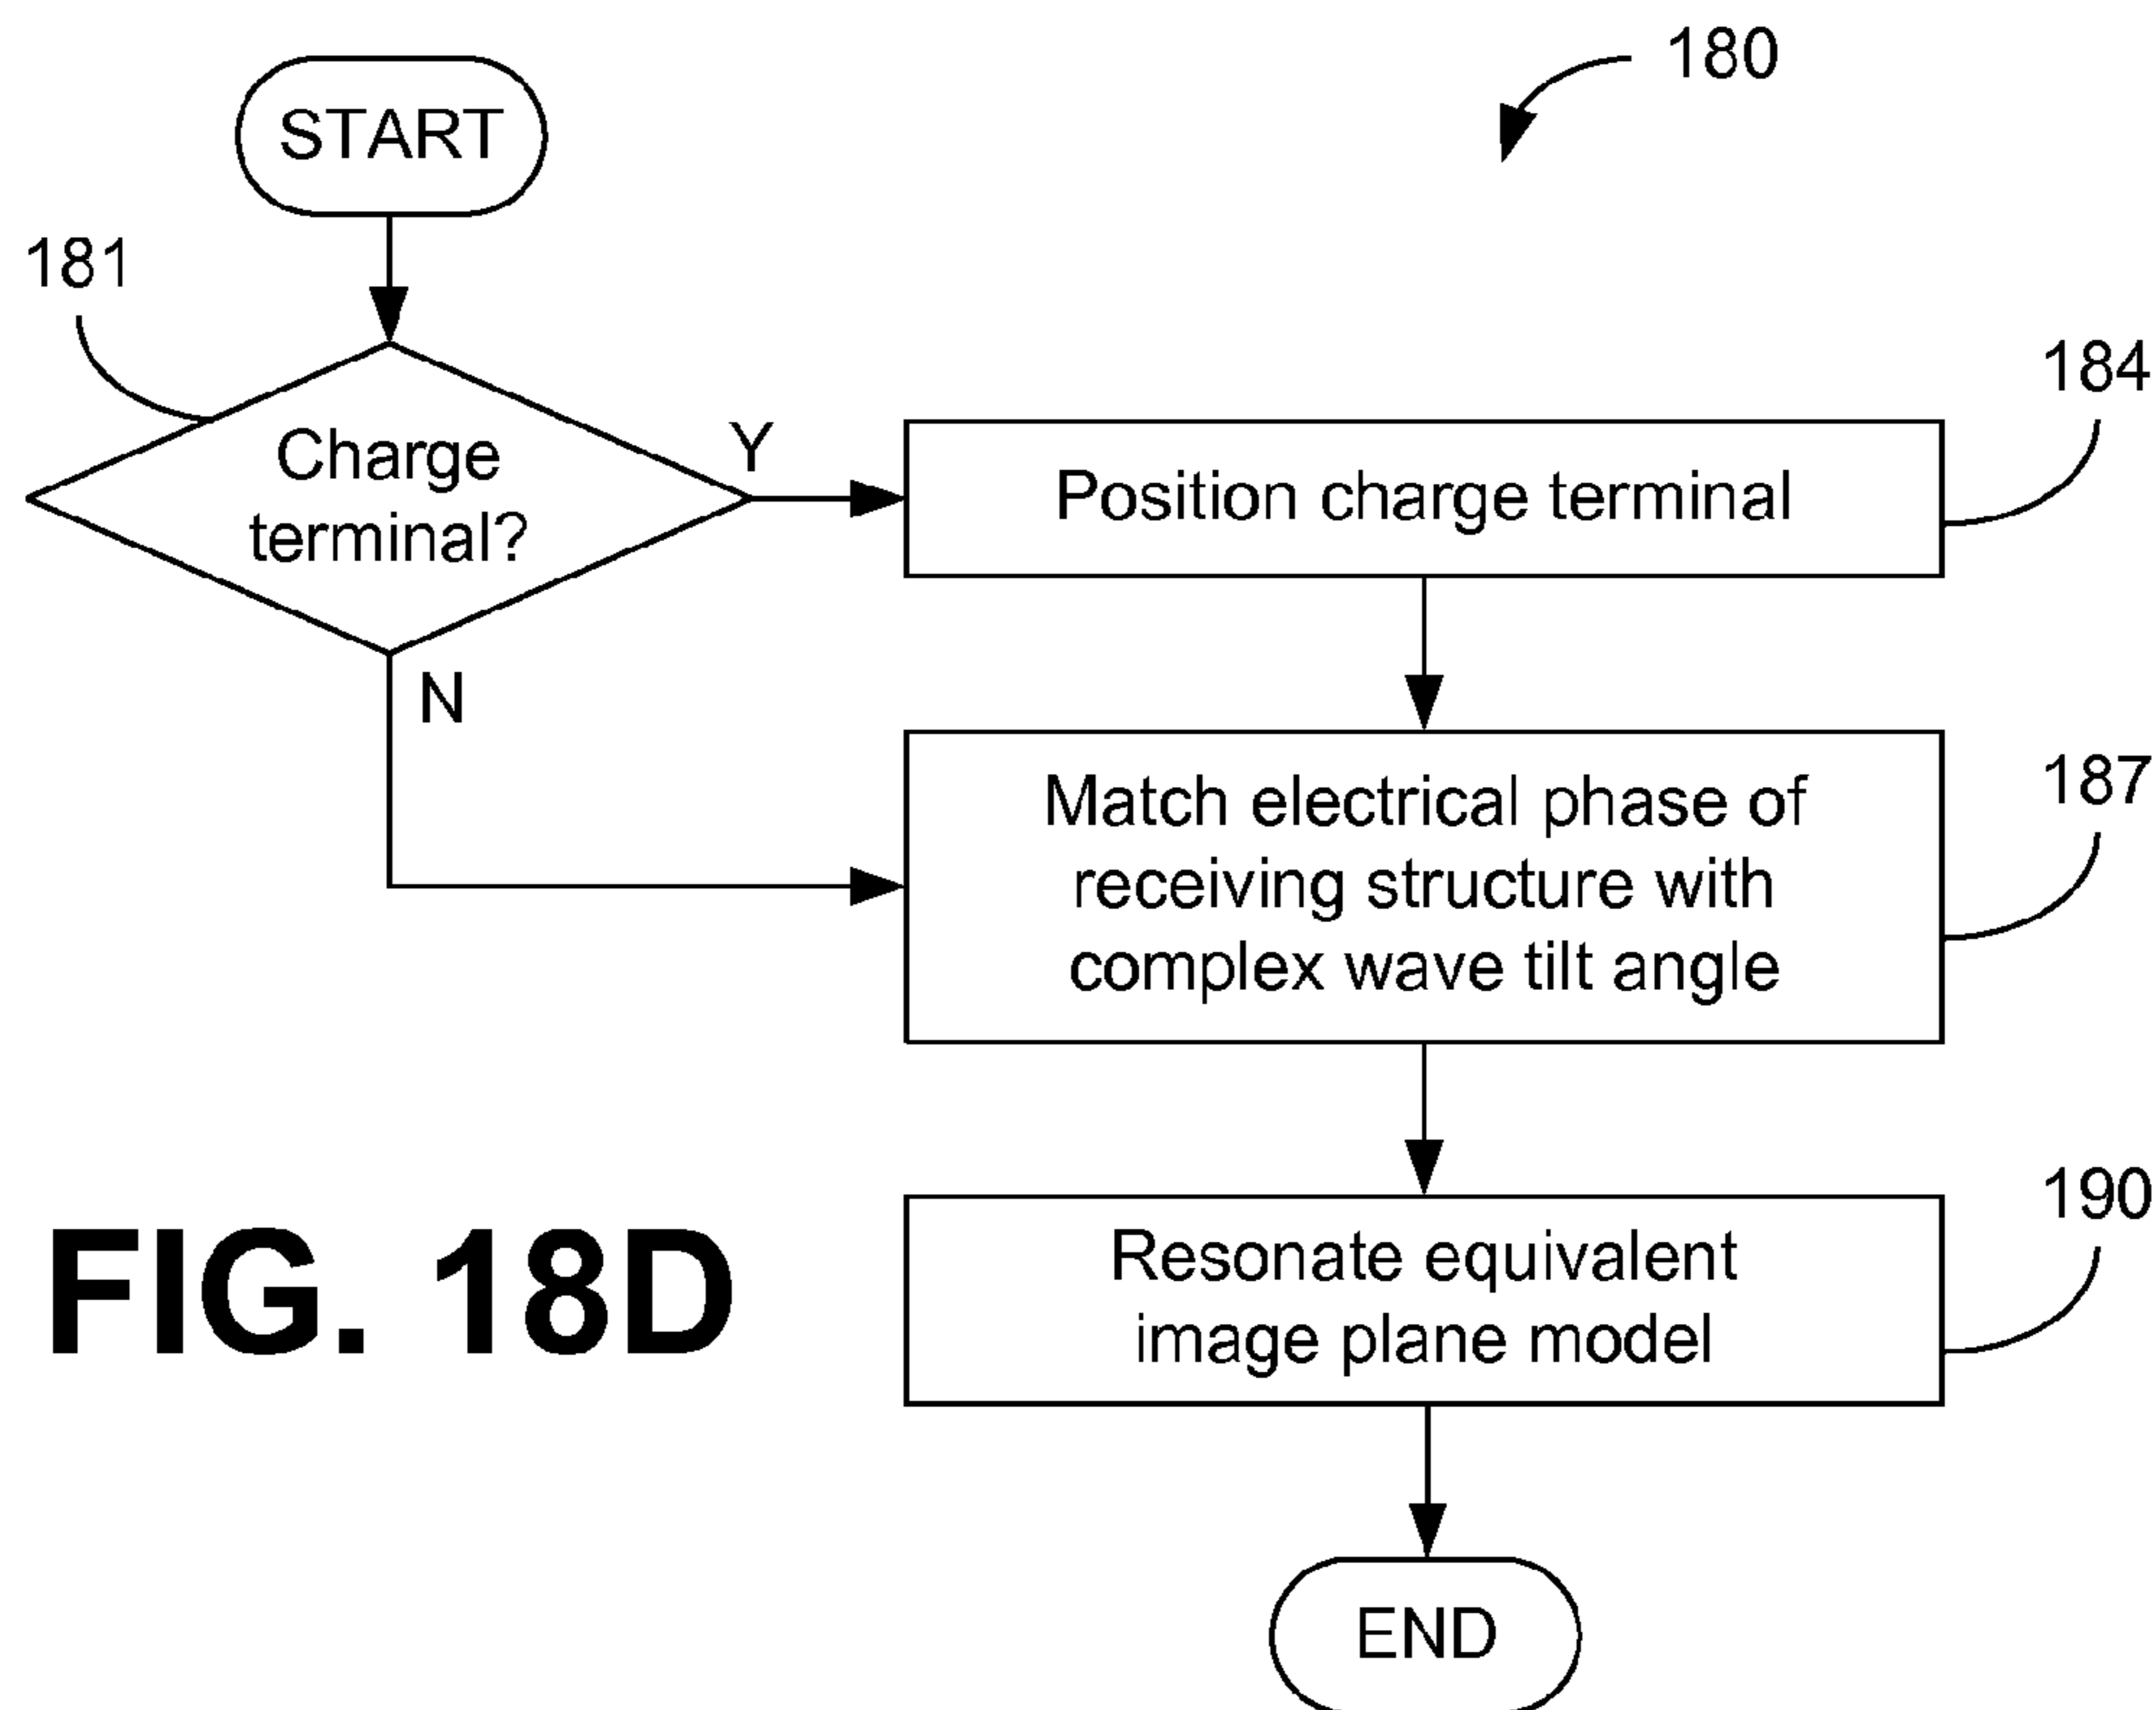 180
START
181
Charge
terminal?
Y
N
Position charge terminal
184
Match electrical phase of
receiving structure with
complex wave tilt angle
187
Resonate equivalent
image plane model
190
END
FIG. 18D